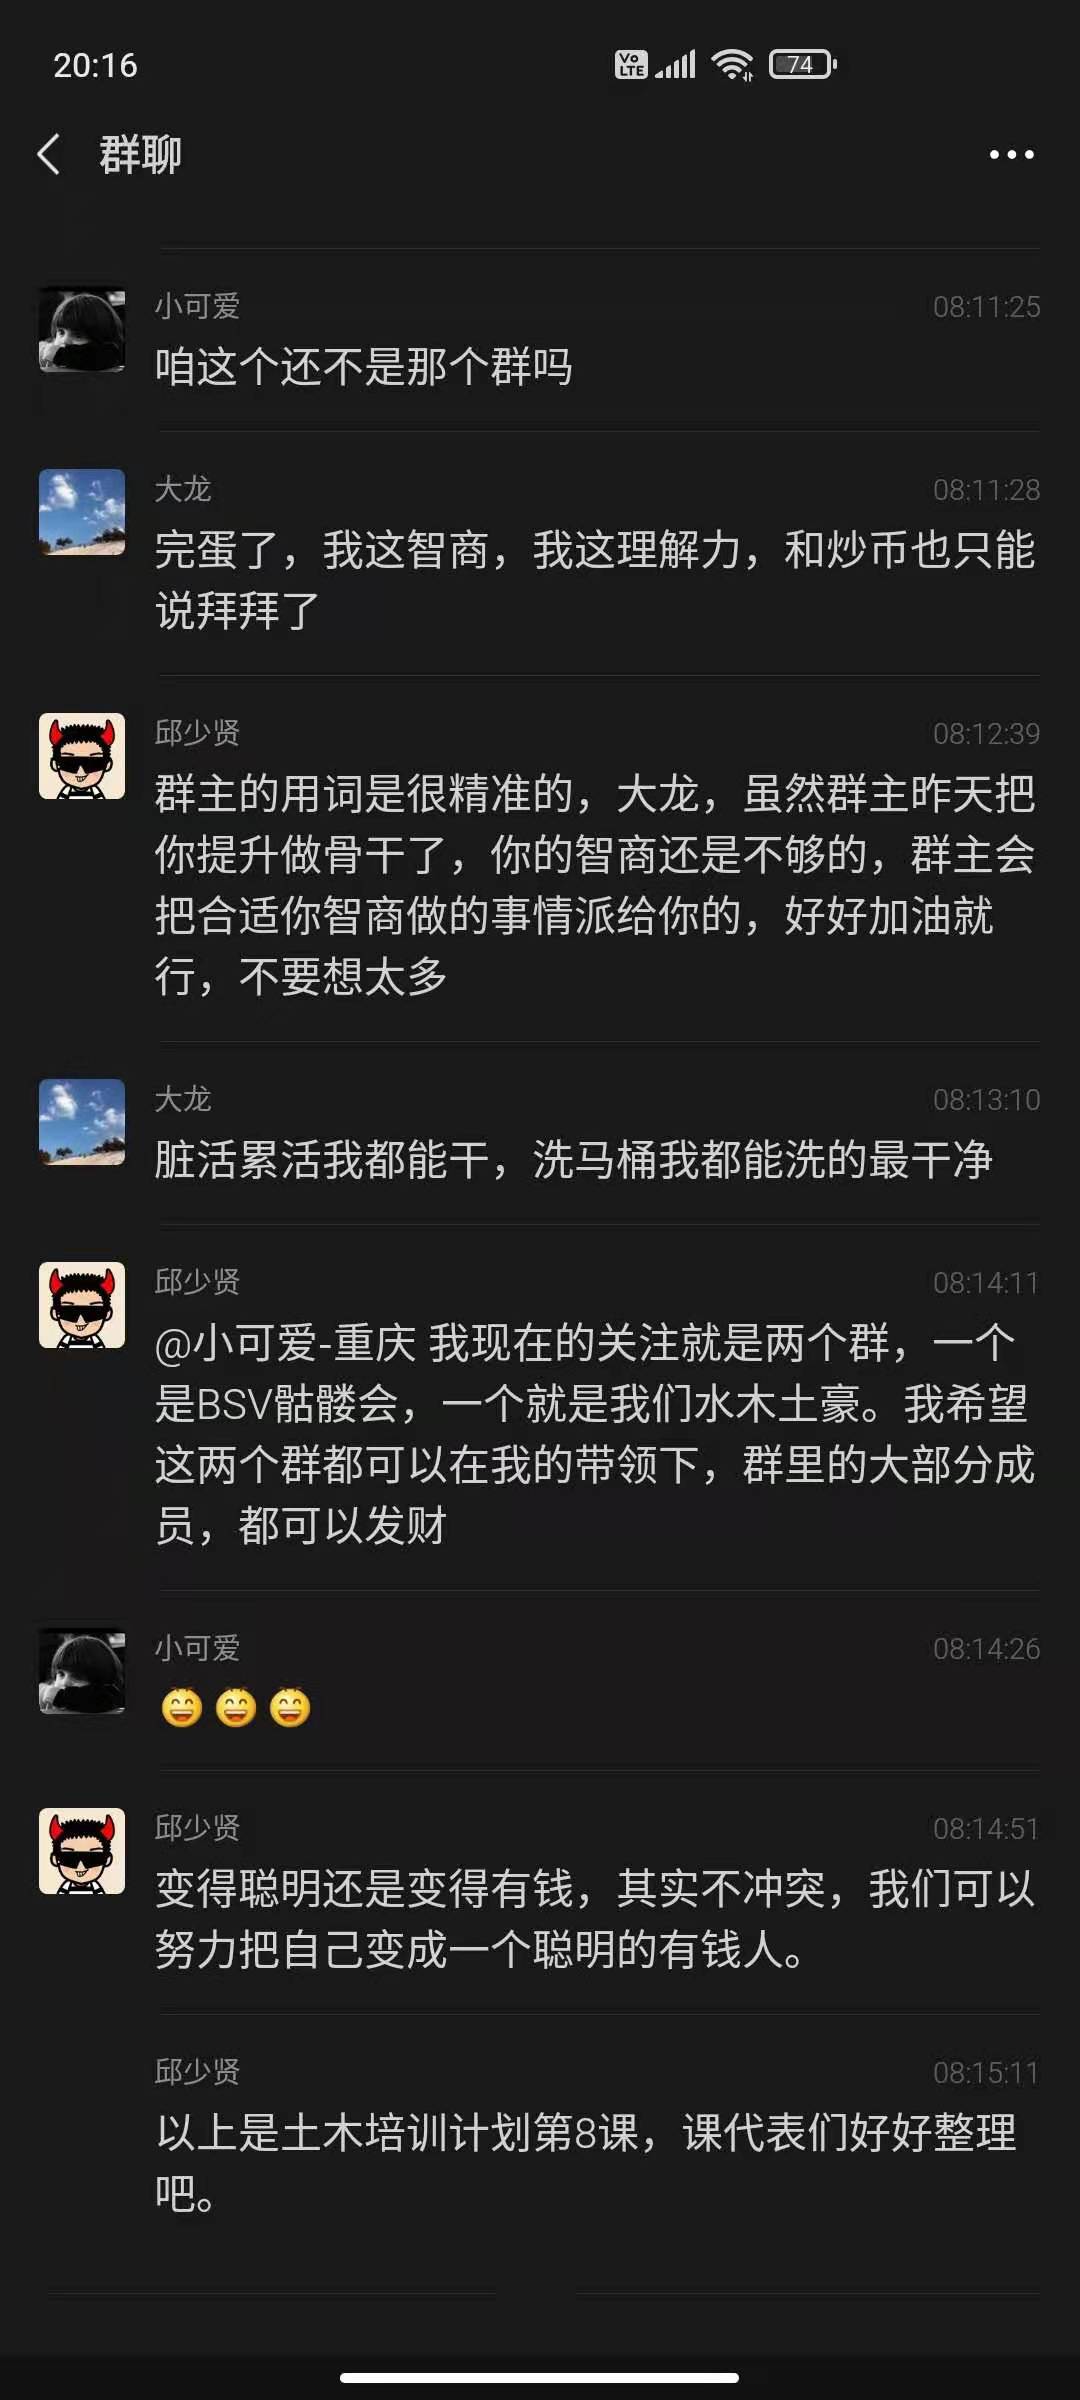 20:16
Vo LTE
74
群聊
小可爱 08:11:25
咱这个还不是那个群吗
大龙 08:11:28
完蛋了，我这智商，我这理解力，和炒币也只能
说拜拜了
邱少贤 08:12:39
群主的用词是很精准的，大龙，虽然群主昨天把
你提升做骨干了，你的智商还是不够的，群主会
把合适你智商做的事情派给你的，好好加油就
行，不要想太多
大龙 08:13:10
脏活累活我都能干，洗马桶我都能洗的最干净
邱少贤 08:14:11
@小可爱-重庆 我现在的关注就是两个群，一个
是BSV骷髅会，一个就是我们水木土豪。我希望
这两个群都可以在我的带领下，群里的大部分成
员，都可以发财
小可爱 08:14:26
邱少贤 08:14:51
变得聪明还是变得有钱，其实不冲突，我们可以
努力把自己变成一个聪明的有钱人。
邱少贤 08:15:11
以上是土木培训计划第8课，课代表们好好整理
吧。